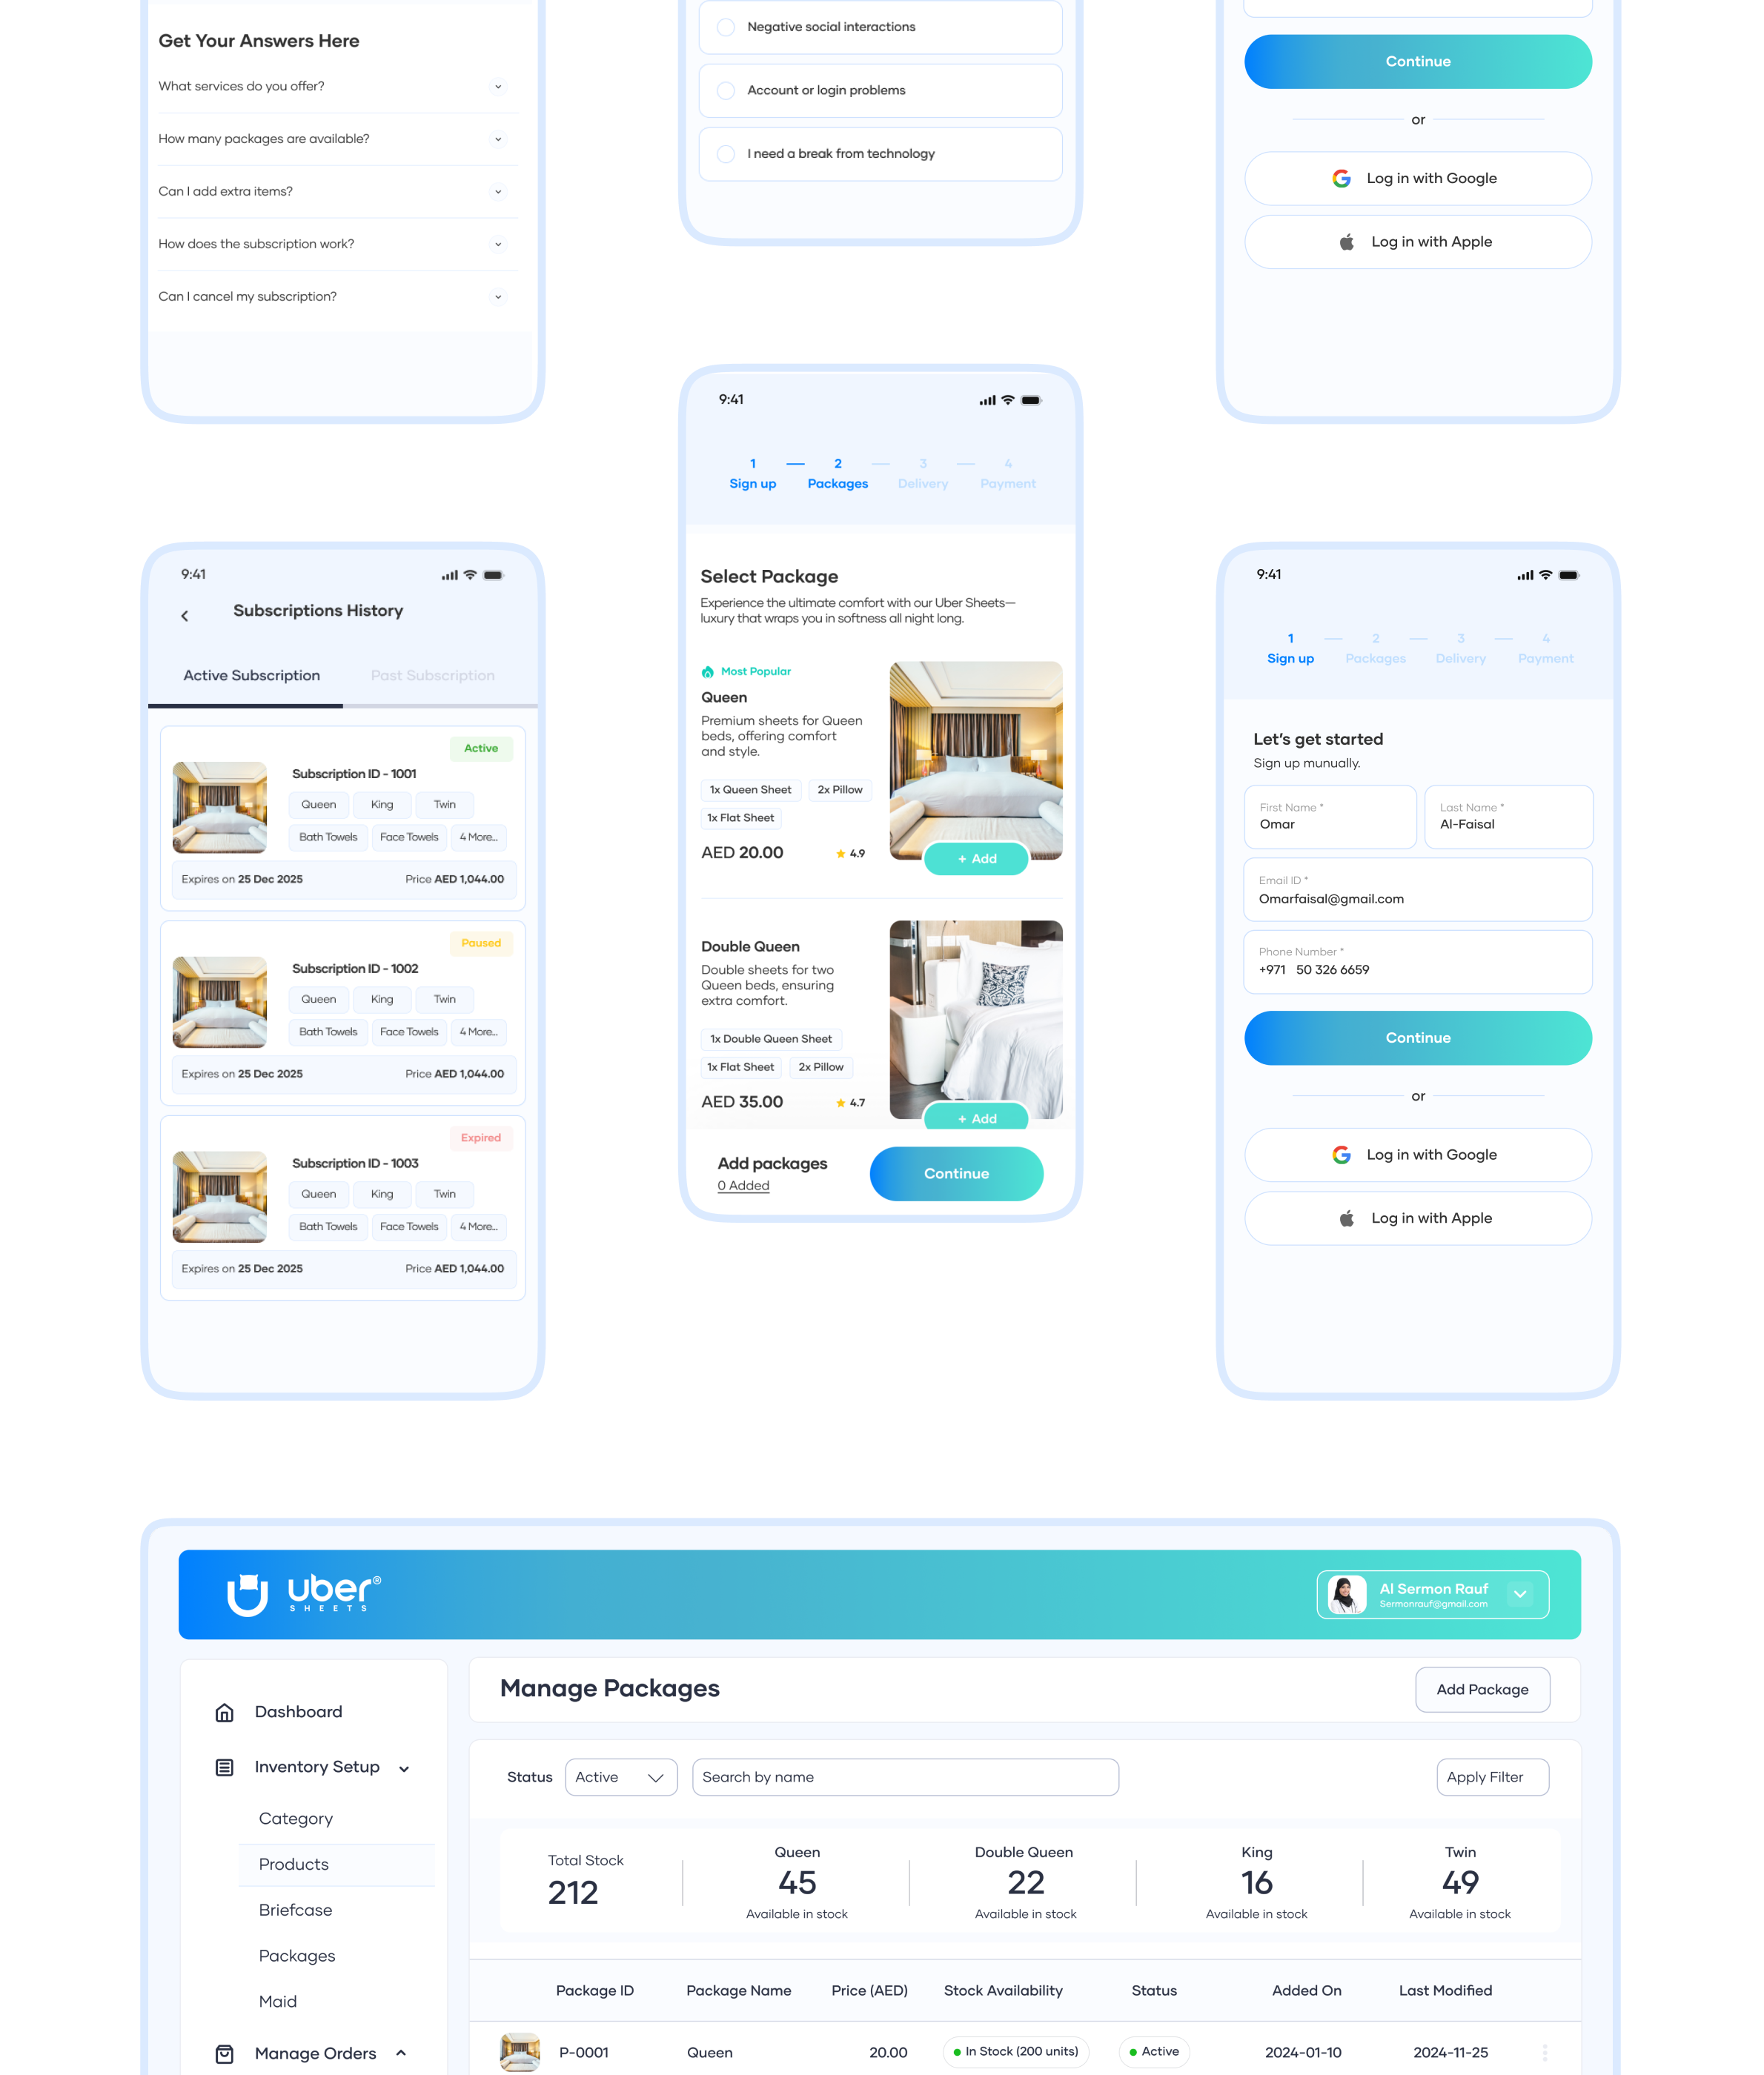 Get Your Answers Here
What services do you offer?
How many packages are available?
Can I add extra items?
How does the subscription work?
Can I cancel my subscription?
Negative social interactions
Account or login problems
I need a break from technology
Continue
or
Log in with Google
Log in with Apple
9:41
Subscriptions History
Active Subscription
Past Subscription
Active
Subscription ID - 1001
Queen King Twin
Bath Towels Face Towels 4 More...
Expires on 25 Dec 2025 Price AED 1,044.00
Paused
Subscription ID - 1002
Queen King Twin
Bath Towels Face Towels 4 More...
Expires on 25 Dec 2025 Price AED 1,044.00
Expired
Subscription ID - 1003
Queen King Twin
Bath Towels Face Towels 4 More...
Expires on 25 Dec 2025 Price AED 1,044.00
9:41
1 2 3 4
Sign up Packages Delivery Payment
Select Package
Experience the ultimate comfort with our Uber Sheets—
luxury that wraps you in softness all night long.
Most Popular
Queen
Premium sheets for Queen
beds, offering comfort
and style.
1x Queen Sheet 2x Pillow
1x Flat Sheet
AED 20.00 4.9
+ Add
Double Queen
Double sheets for two
Queen beds, ensuring
extra comfort.
1x Double Queen Sheet
1x Flat Sheet 2x Pillow
AED 35.00 4.7
+ Add
Add packages
0 Added
Continue
9:41
1 2 3 4
Sign up Packages Delivery Payment
Let's get started
Sign up munually.
First Name * Last Name *
Omar Al-Faisal
Email ID *
Omarfaisal@gmail.com
Phone Number *
+971 50 326 6659
Continue
or
Log in with Google
Log in with Apple
uber®
SHEETS
Al Sermon Rauf
Sermonrauf@gmail.com
Dashboard
Inventory Setup
Category
Products
Briefcase
Packages
Maid
Manage Orders
Manage Packages
Add Package
Status Active Search by name Apply Filter
Total Stock
212
Queen
45
Available in stock
Double Queen
22
Available in stock
King
16
Available in stock
Twin
49
Available in stock
Package ID Package Name Price (AED) Stock Availability Status Added On Last Modified
P-0001 Queen 20.00 In Stock (200 units) Active 2024-01-10 2024-11-25